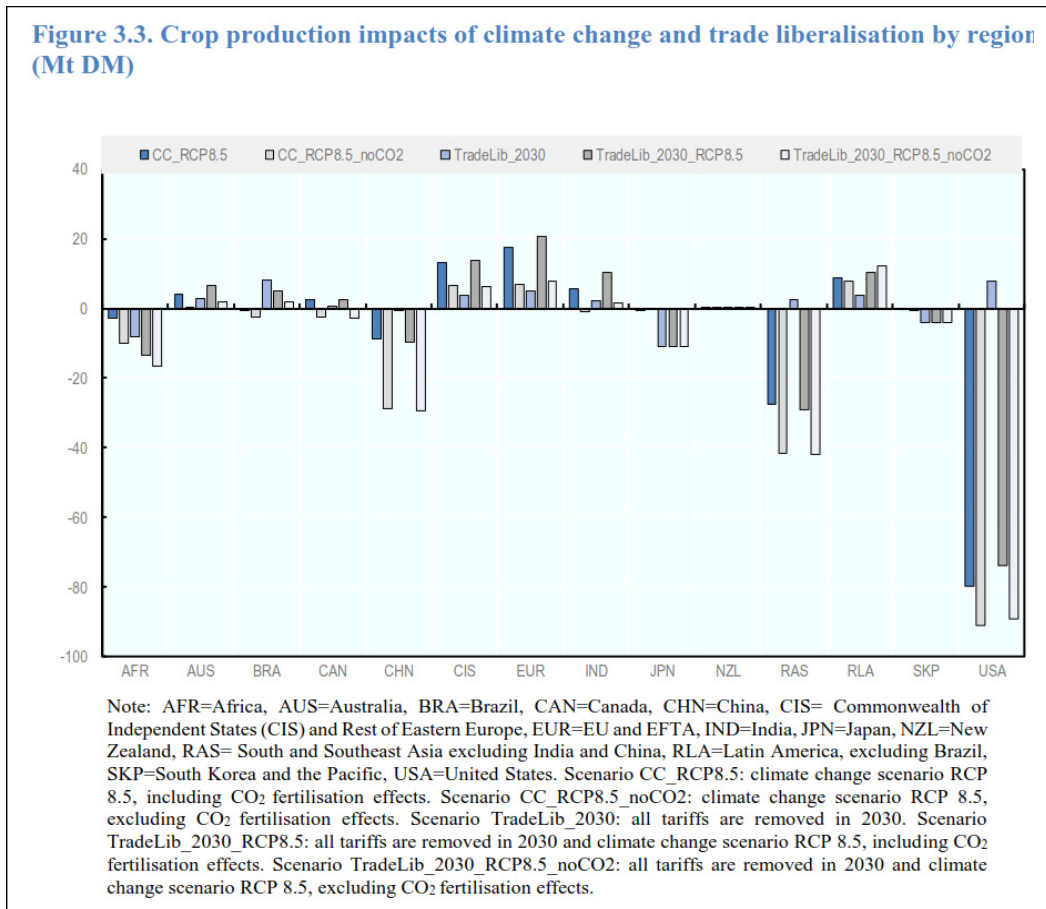 Figure 3.3. Crop production impacts of climate change and trade liberalisation by region
(Mt DM)
CC_RCP8.5 CC_RCP8.5_noCO2 TradeLib_2030 TradeLib_2030_RCP8.5 TradeLib_2030_RCP8.5_noCO2
40
20
0
-20
-40
-60
-80
-100
AFR AUS BRA CAN CHN CIS EUR IND JPN NZL RAS RLA SKP USA
Note: AFR=Africa, AUS=Australia, BRA=Brazil, CAN=Canada, CHN=China, CIS= Commonwealth of
Independent States (CIS) and Rest of Eastern Europe, EUR=EU and EFTA, IND=India, JPN=Japan, NZL=New
Zealand, RAS= South and Southeast Asia excluding India and China, RLA=Latin America, excluding Brazil,
SKP=South Korea and the Pacific, USA=United States. Scenario CC_RCP8.5: climate change scenario RCP
8.5, including CO₂ fertilisation effects. Scenario CC_RCP8.5_noCO2: climate change scenario RCP 8.5,
excluding CO₂ fertilisation effects. Scenario TradeLib_2030: all tariffs are removed in 2030. Scenario
TradeLib_2030_RCP8.5: all tariffs are removed in 2030 and climate change scenario RCP 8.5, including CO₂
fertilisation effects. Scenario TradeLib_2030_RCP8.5_noCO2: all tariffs are removed in 2030 and climate
change scenario RCP 8.5, excluding CO₂ fertilisation effects.